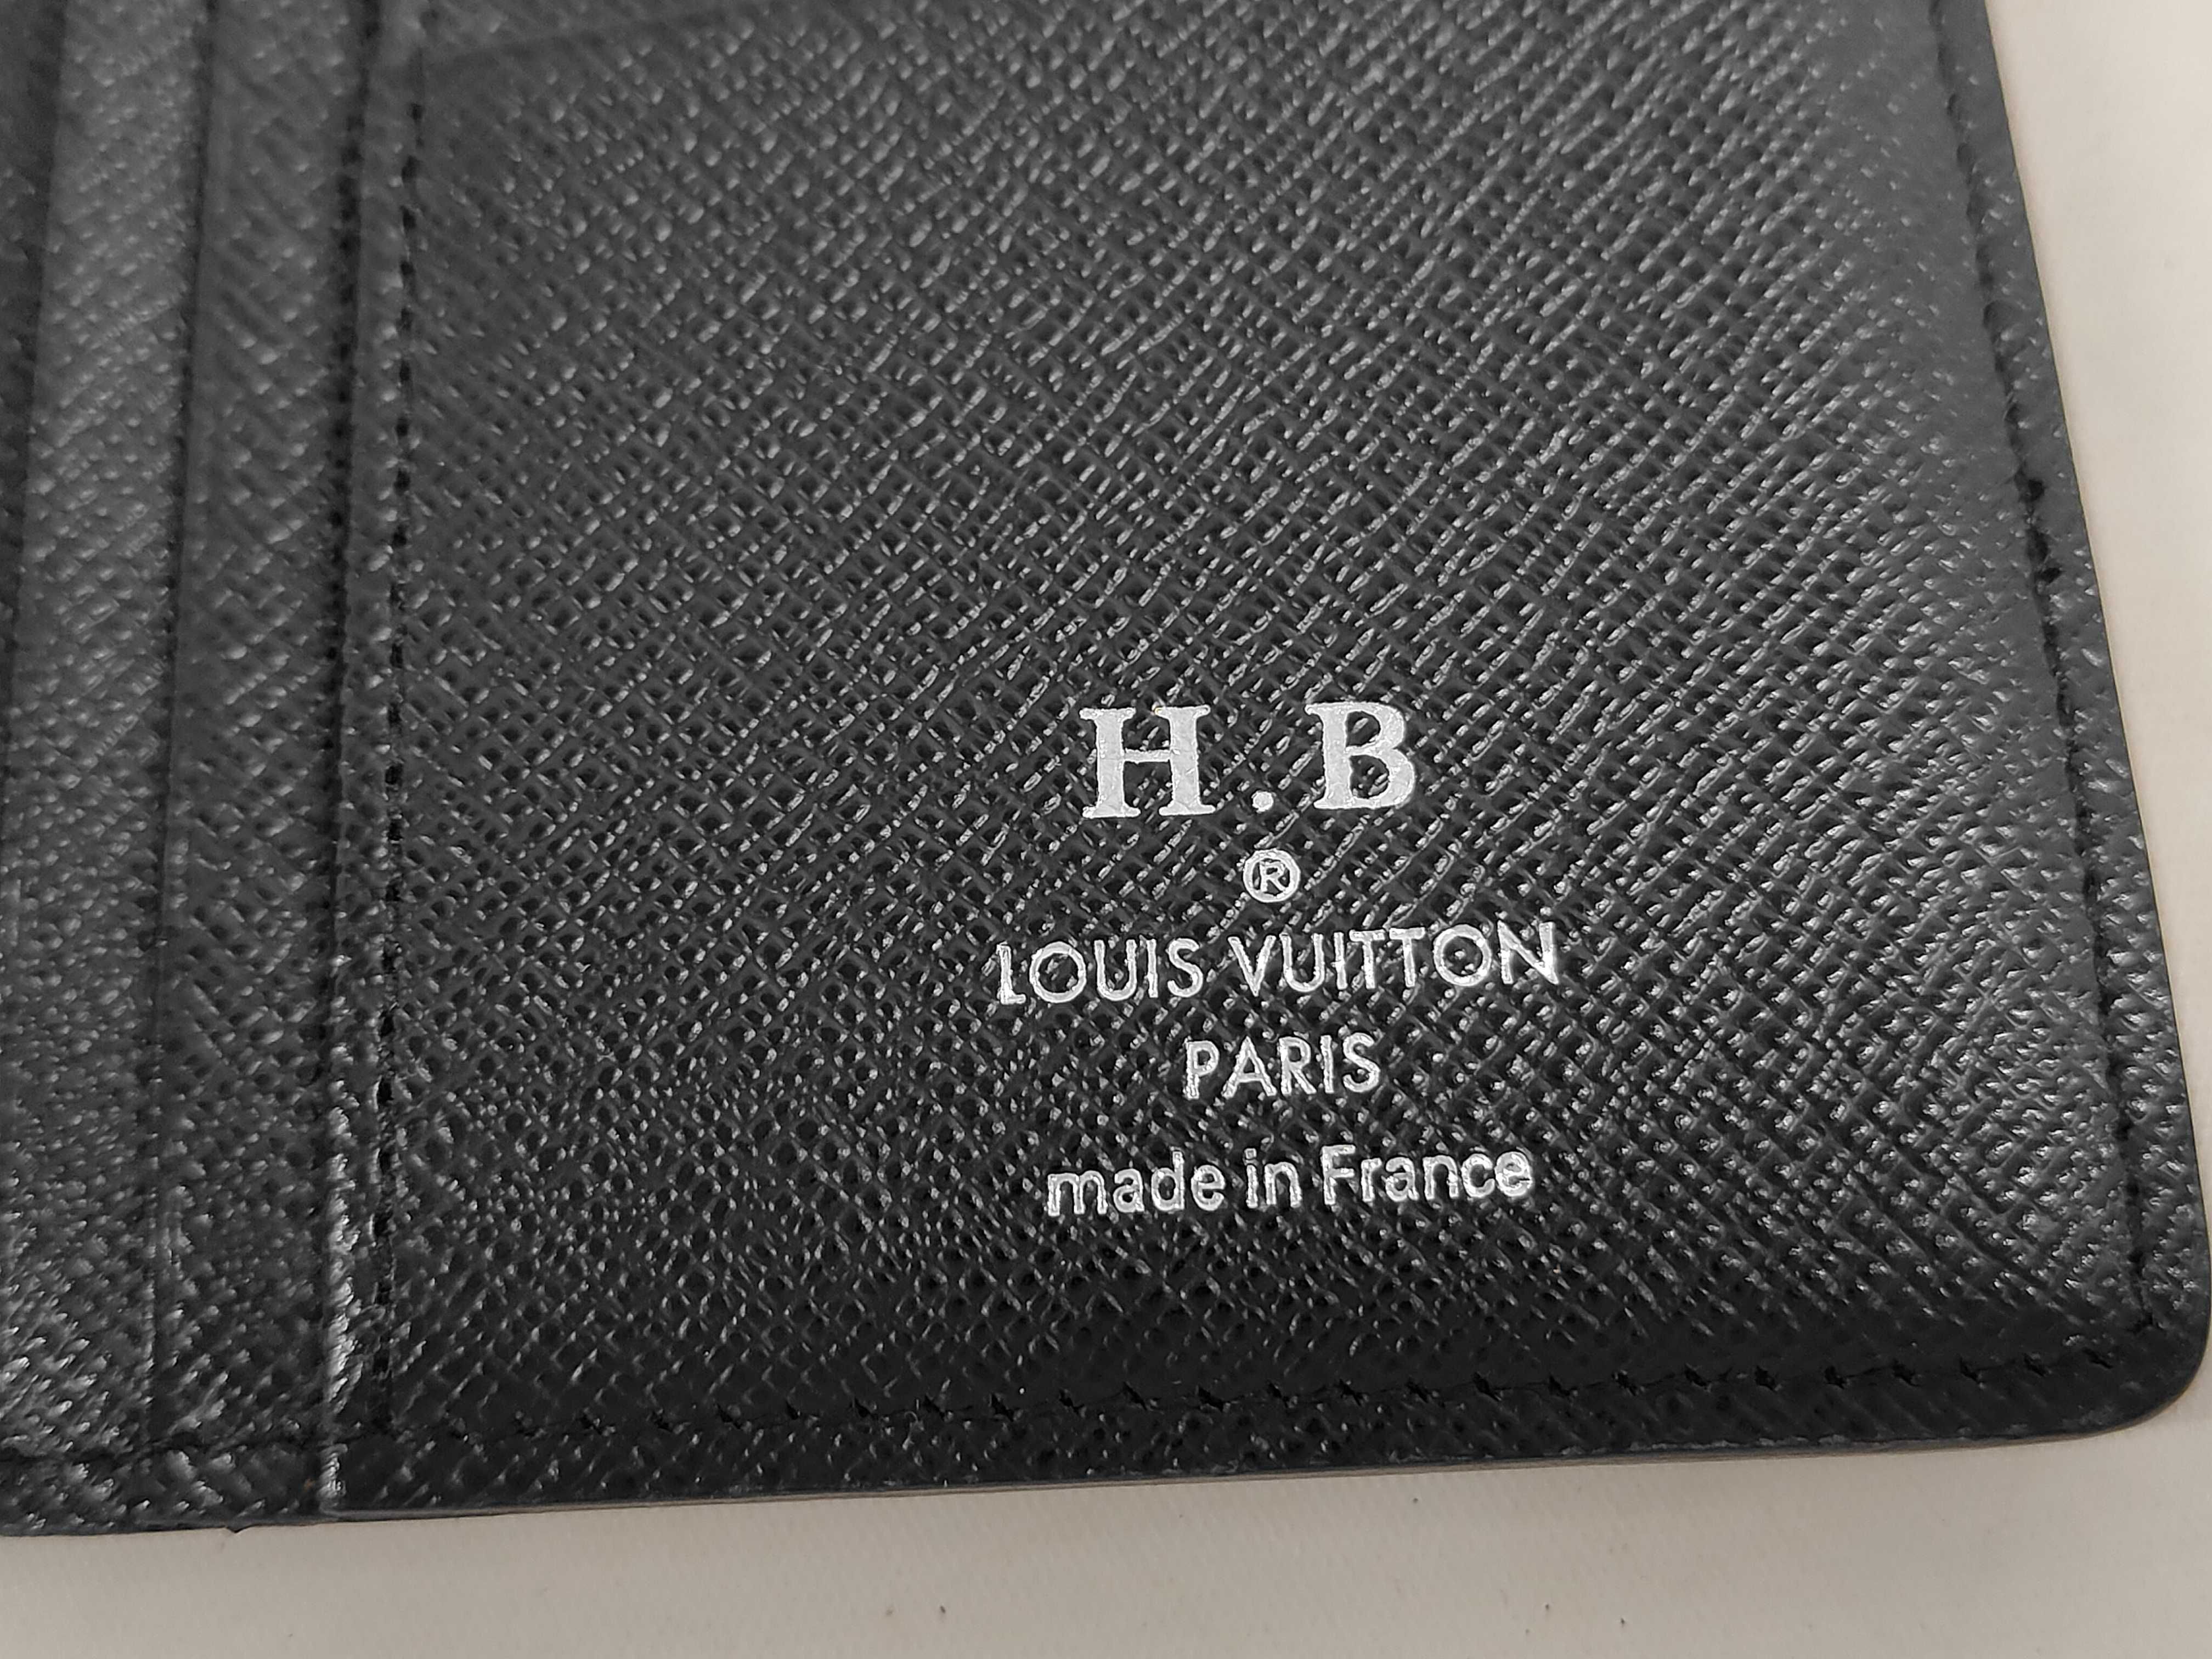 H.B
®
LOUIS VUITTON
PARIS
made in France